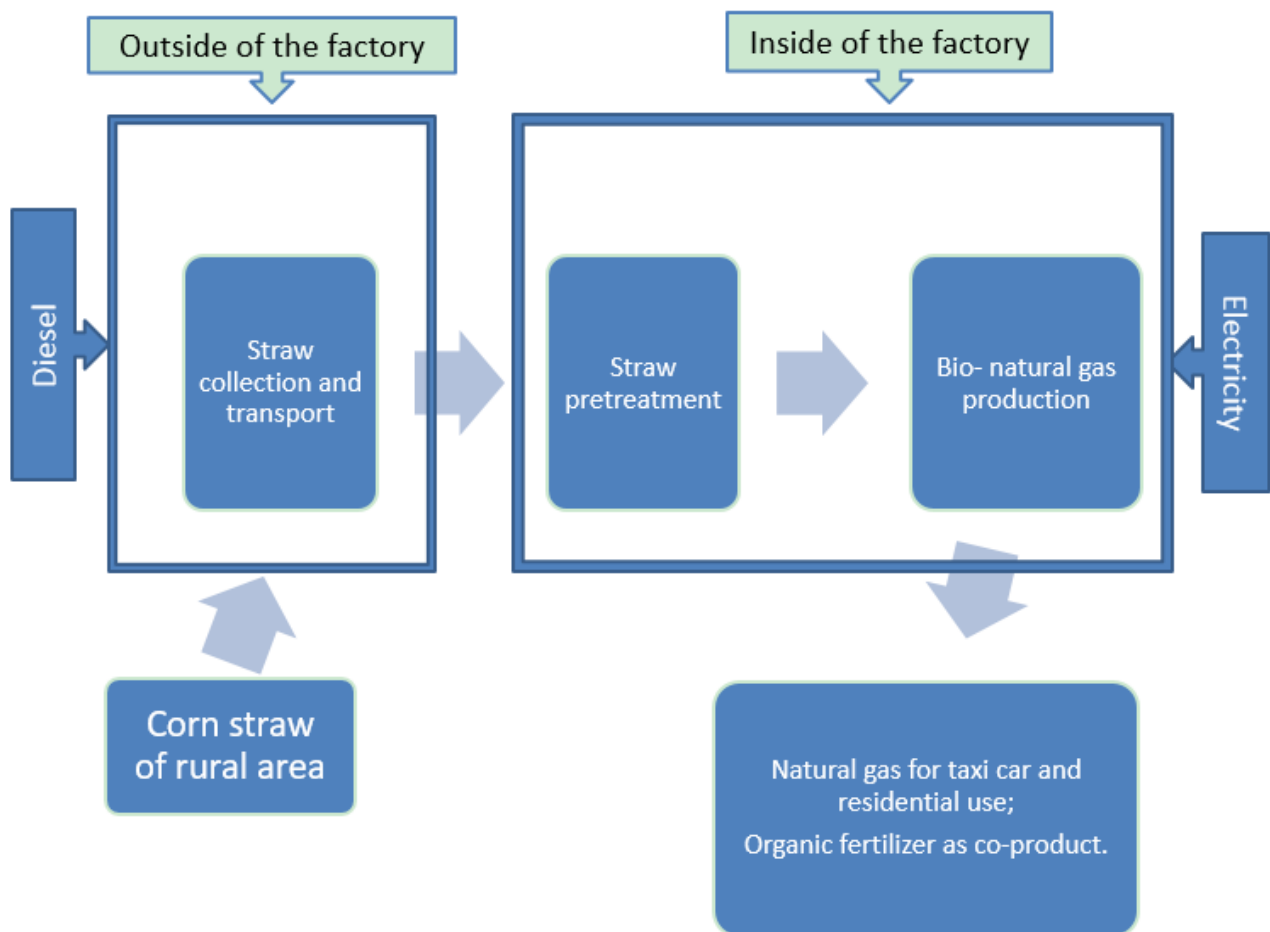 Outside of the factory
Inside of the factory
Diesel
Straw
collection and
transport
Straw
pretreatment
Bio- natural gas
production
Electricity
Corn straw
of rural area
Natural gas for taxi car and
residential use;
Organic fertilizer as co-product.